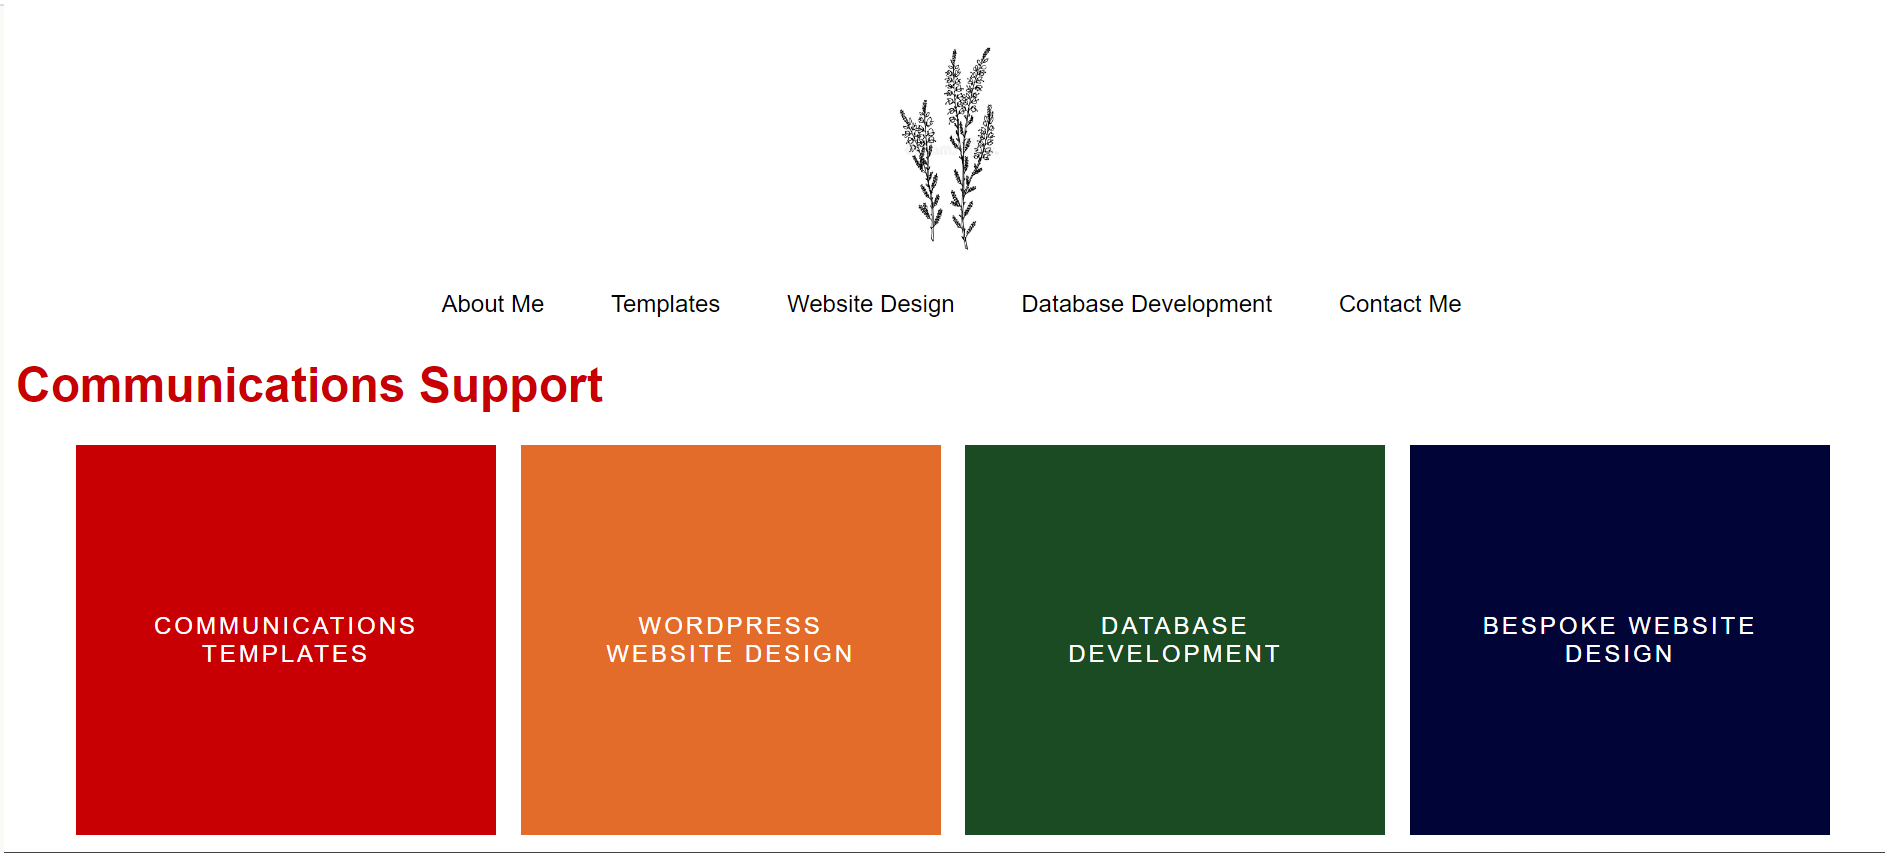 About Me Templates Website Design Database Development Contact Me
Communications Support
COMMUNICATIONS
TEMPLATES
WORDPRESS
WEBSITE DESIGN
DATABASE
DEVELOPMENT
BESPOKE WEBSITE
DESIGN